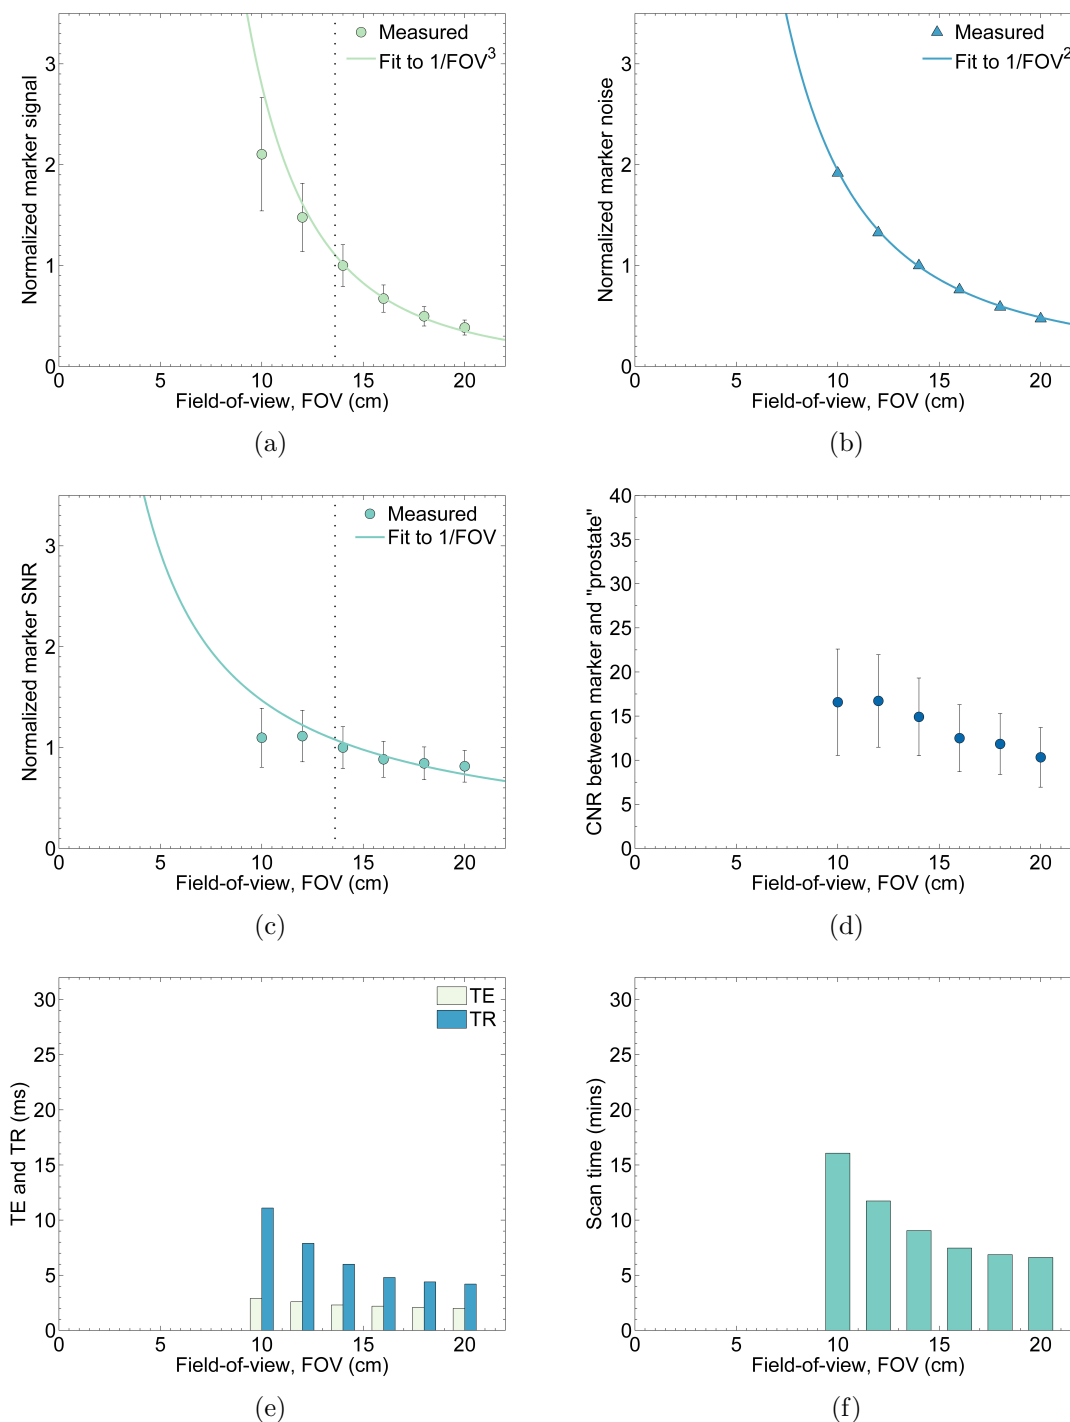 Normalized marker signal
3
2
1
0
Measured
Fit to 1/FOV³
0 5 10 15 20
Field-of-view, FOV (cm)
(a)
Normalized marker noise
3
2
1
0
Measured
Fit to 1/FOV²
0 5 10 15 20
Field-of-view, FOV (cm)
(b)
Normalized marker SNR
3
2
1
0
Measured
Fit to 1/FOV
0 5 10 15 20
Field-of-view, FOV (cm)
(c)
CNR between marker and "prostate"
40
35
30
25
20
15
10
5
0
0 5 10 15 20
Field-of-view, FOV (cm)
(d)
TE and TR (ms)
30
25
20
15
10
5
0
TE
TR
0 5 10 15 20
Field-of-view, FOV (cm)
(e)
Scan time (mins)
30
25
20
15
10
5
0
0 5 10 15 20
Field-of-view, FOV (cm)
(f)